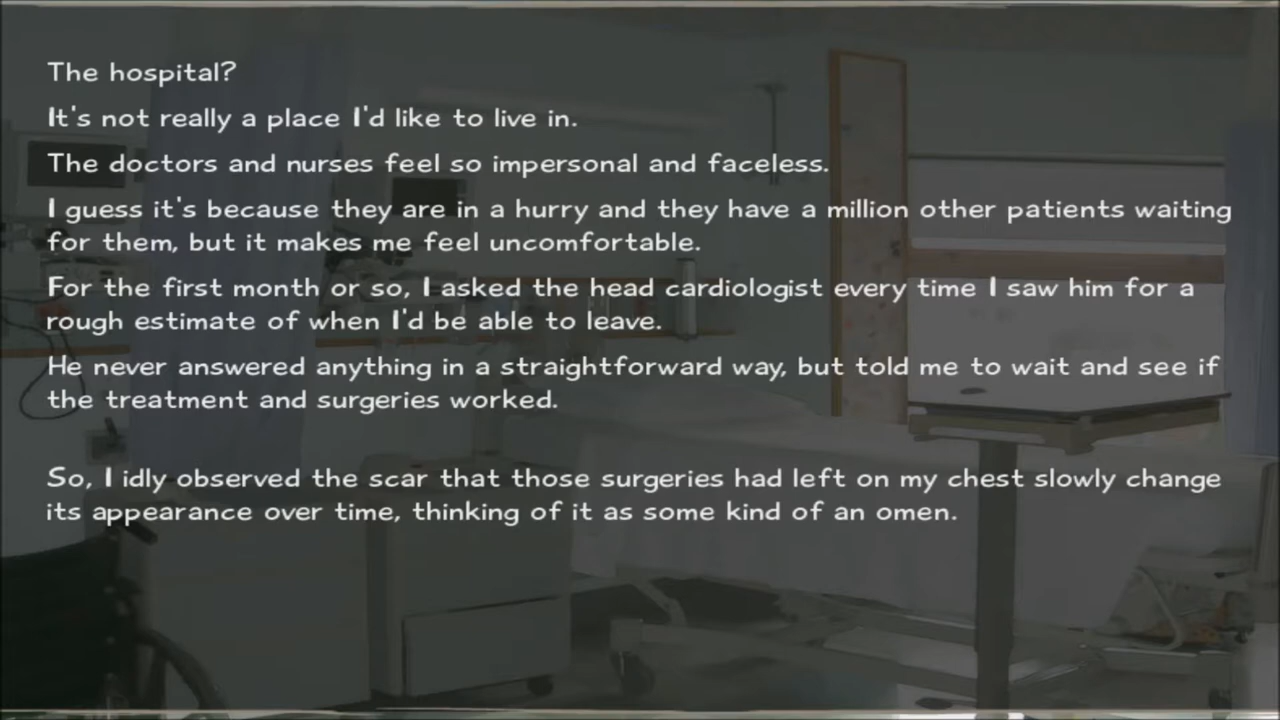 The hospital?
It's not really a place I'd like to live in.
The doctors and nurses feel so impersonal and faceless.
I guess it's because they are in a hurry and they have a million other patients waiting
for them, but it makes me feel uncomfortable.
For the first month or so, I asked the head cardiologist every time I saw him for a
rough estimate of when I'd be able to leave.
He never answered anything in a straightforward way, but told me to wait and see if
the treatment and surgeries worked.
So, I idly observed the scar that those surgeries had left on my chest slowly change
its appearance over time, thinking of it as some kind of an omen.